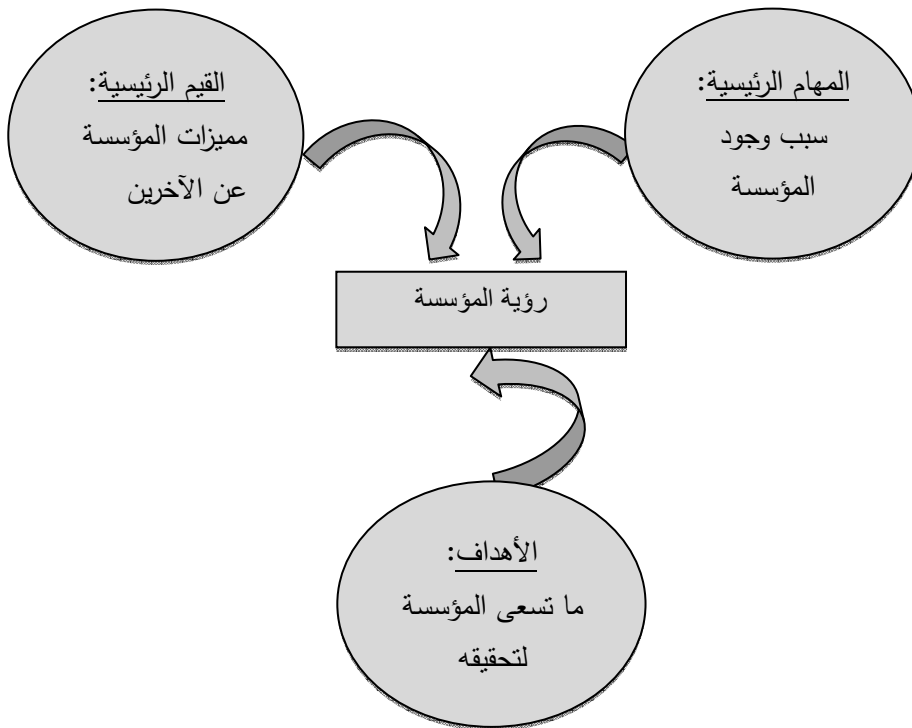 المهام الرئيسية:
سبب وجود
المؤسسة
القيم الرئيسية:
مميزات المؤسسة
عن الآخرين
رؤية المؤسسة
الأهداف:
ما تسعى المؤسسة
لتحقيقه